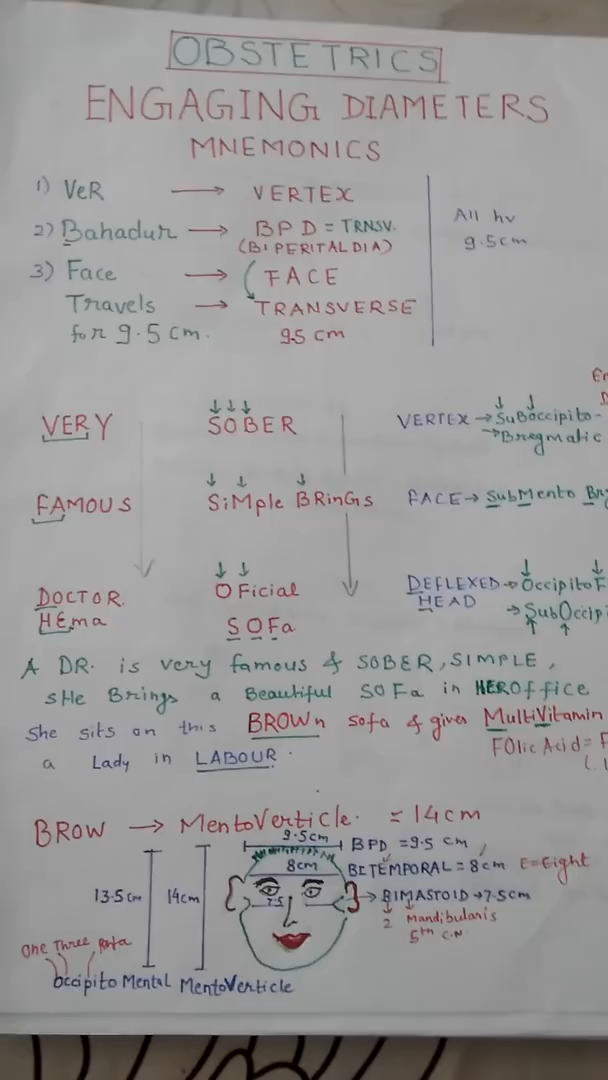 OBSTETRICS
ENGAGING DIAMETERS
MNEMONICS
1) VeR → VERTEX
2) Bahadur → BPD = TRNSV.
(BIPERITAL DIA)
3) Face → FACE
Travels → TRANSVERSE
for 9.5 cm. 9.5 cm
All hv
9.5cm
VERY SOBER VERTEX → SuBoccipito-
→ Bregmatic
FAMOUS SiMple BRinGs FACE → SubMento Br
DOCTOR. OFicial DEFLEXED → OccipitoF
HEma SOFa HEAD → SubOccipi
A DR. is very famous & SOBER, SIMPLE,
sHe Brings a Beautiful SOFa in HEROffice
She sits on this BROWn sofa & gives MultiVitamin
a Lady in LABOUR.
FOlic Acid =
BROW → MentoVerticle. = 14cm
9.5cm BPD = 9.5 cm
8cm BITEMPORAL = 8cm E=Eight
13.5cm 14cm 7.5 → BIMASTOID → 7.5cm
2 Mandibularis
5th C.N.
One Three
Occipito Mental MentoVerticle